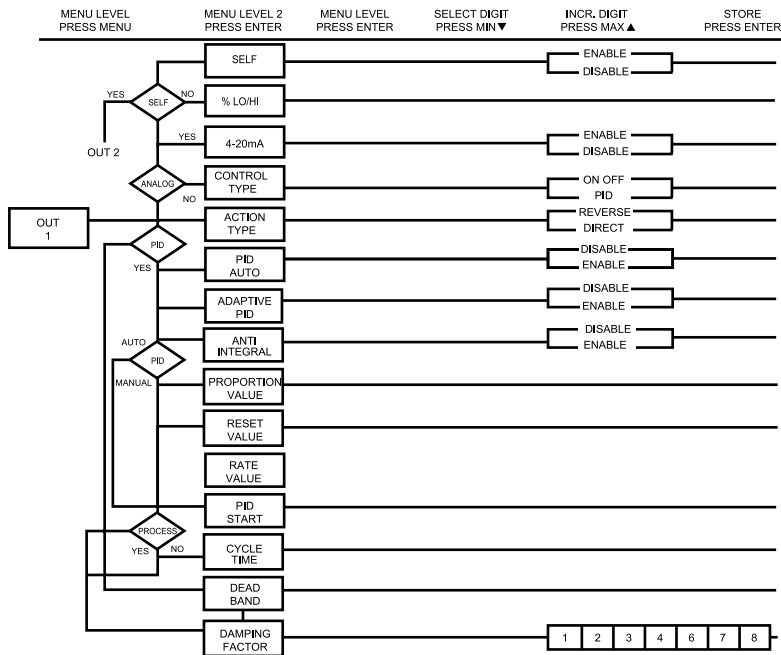 MENU LEVEL MENU LEVEL 2 MENU LEVEL SELECT DIGIT INCR. DIGIT STORE
PRESS MENU PRESS ENTER PRESS ENTER PRESS MIN▼ PRESS MAX▲ PRESS ENTER
SELF
ENABLE
DISABLE
YES
SELF
NO
% LO/HI
OUT 2
YES
4-20mA
ENABLE
DISABLE
ANALOG
NO
CONTROL
TYPE
ON OFF
PID
OUT
1
ACTION
TYPE
REVERSE
DIRECT
PID
YES
PID
AUTO
DISABLE
ENABLE
ADAPTIVE
PID
DISABLE
ENABLE
AUTO
PID
MANUAL
ANTI
INTEGRAL
DISABLE
ENABLE
PROPORTION
VALUE
RESET
VALUE
RATE
VALUE
PID
START
PROCESS
YES
NO
CYCLE
TIME
DEAD
BAND
DAMPING
FACTOR
1 2 3 4 6 7 8